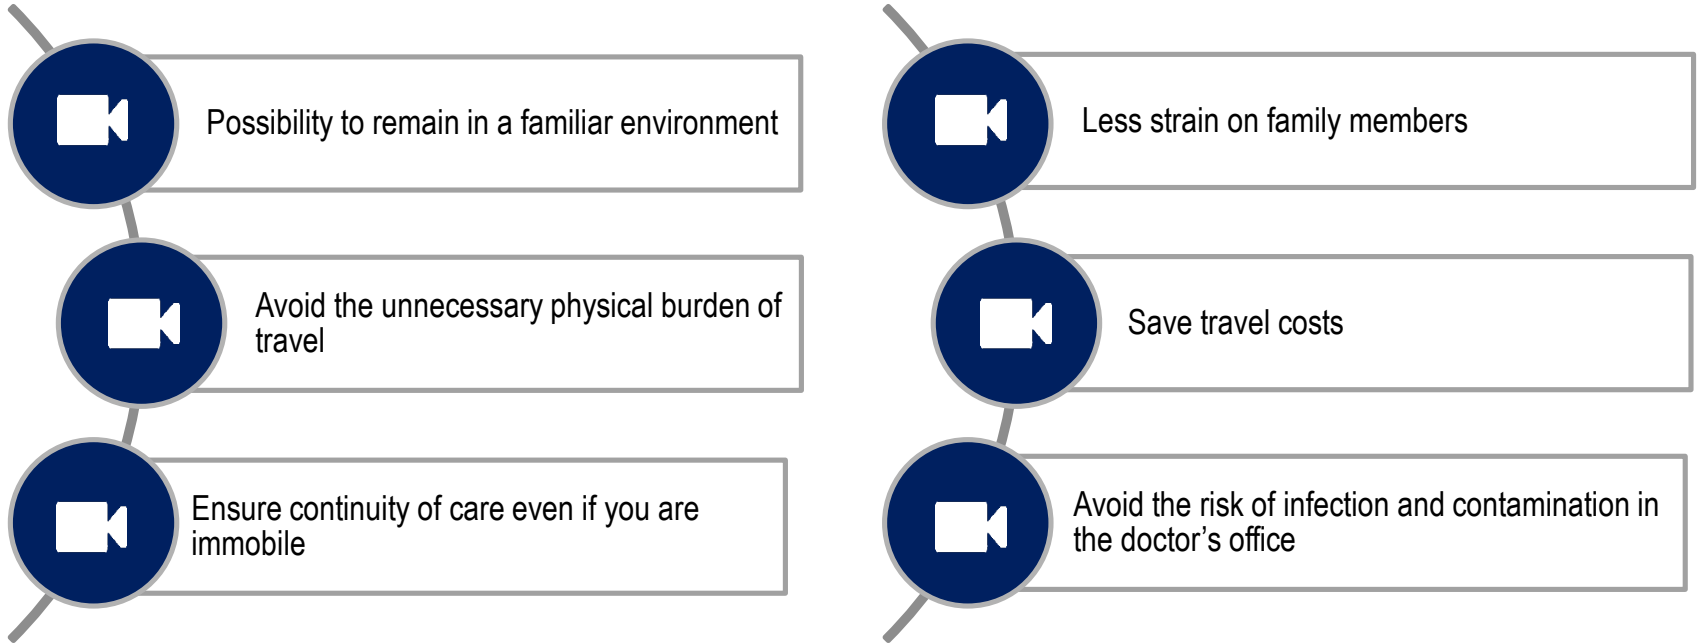 Possibility to remain in a familiar environment
Avoid the unnecessary physical burden of
travel
Ensure continuity of care even if you are
immobile
Less strain on family members
Save travel costs
Avoid the risk of infection and contamination in
the doctor’s office